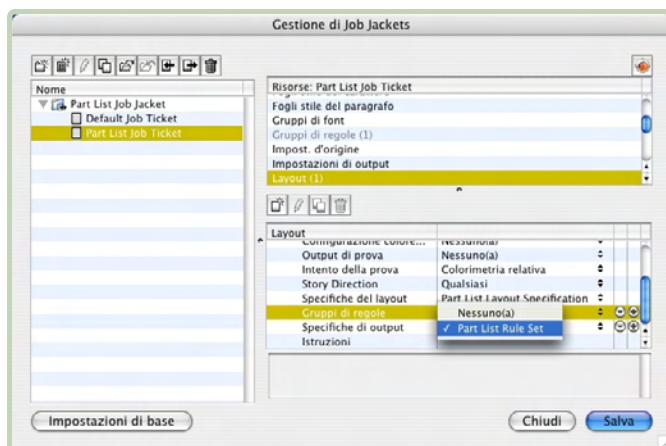 Gestione di Job Jackets
Nome
Part List Job Jacket
Default Job Ticket
Part List Job Ticket
Risorse: Part List Job Ticket
Fogli stile del paragrafo
Gruppi di font
Gruppi di regole (1)
Impost. d'origine
Impostazioni di output
Layout (1)
Layout
Configurazione colore...
Nessuno(a)
Output di prova
Nessuno(a)
Intento della prova
Colorimetria relativa
Story Direction
Qualsiasi
Specifiche del layout
Part List Layout Specification
Gruppi di regole
Nessuno(a)
Specifiche di output
✓ Part List Rule Set
Istruzioni
Impostazioni di base
Chiudi
Salva